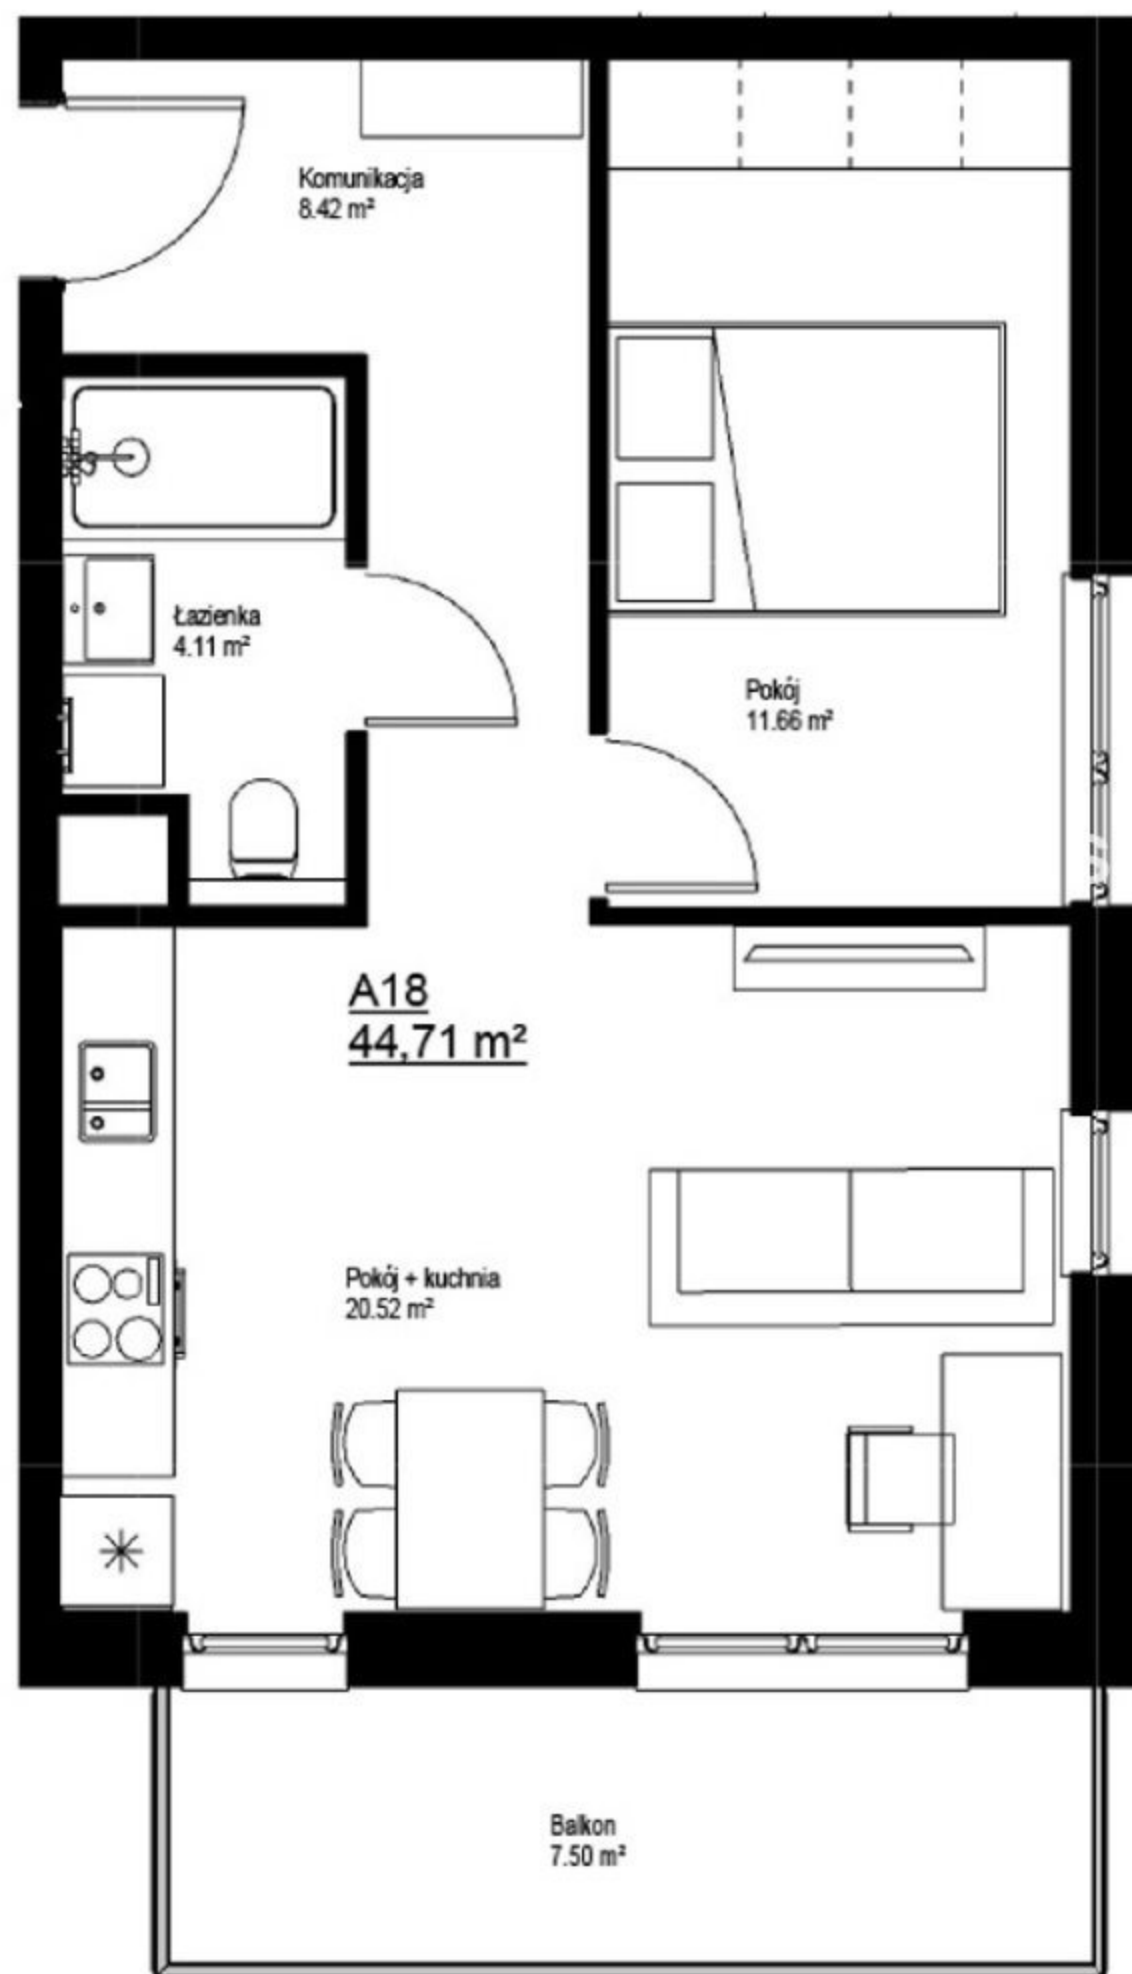 Komunikacja
8.42 m²
Łazienka
4.11 m²
Pokój
11.66 m²
A18
44,71 m²
Pokój + kuchnia
20.52 m²
Balkon
7.50 m²